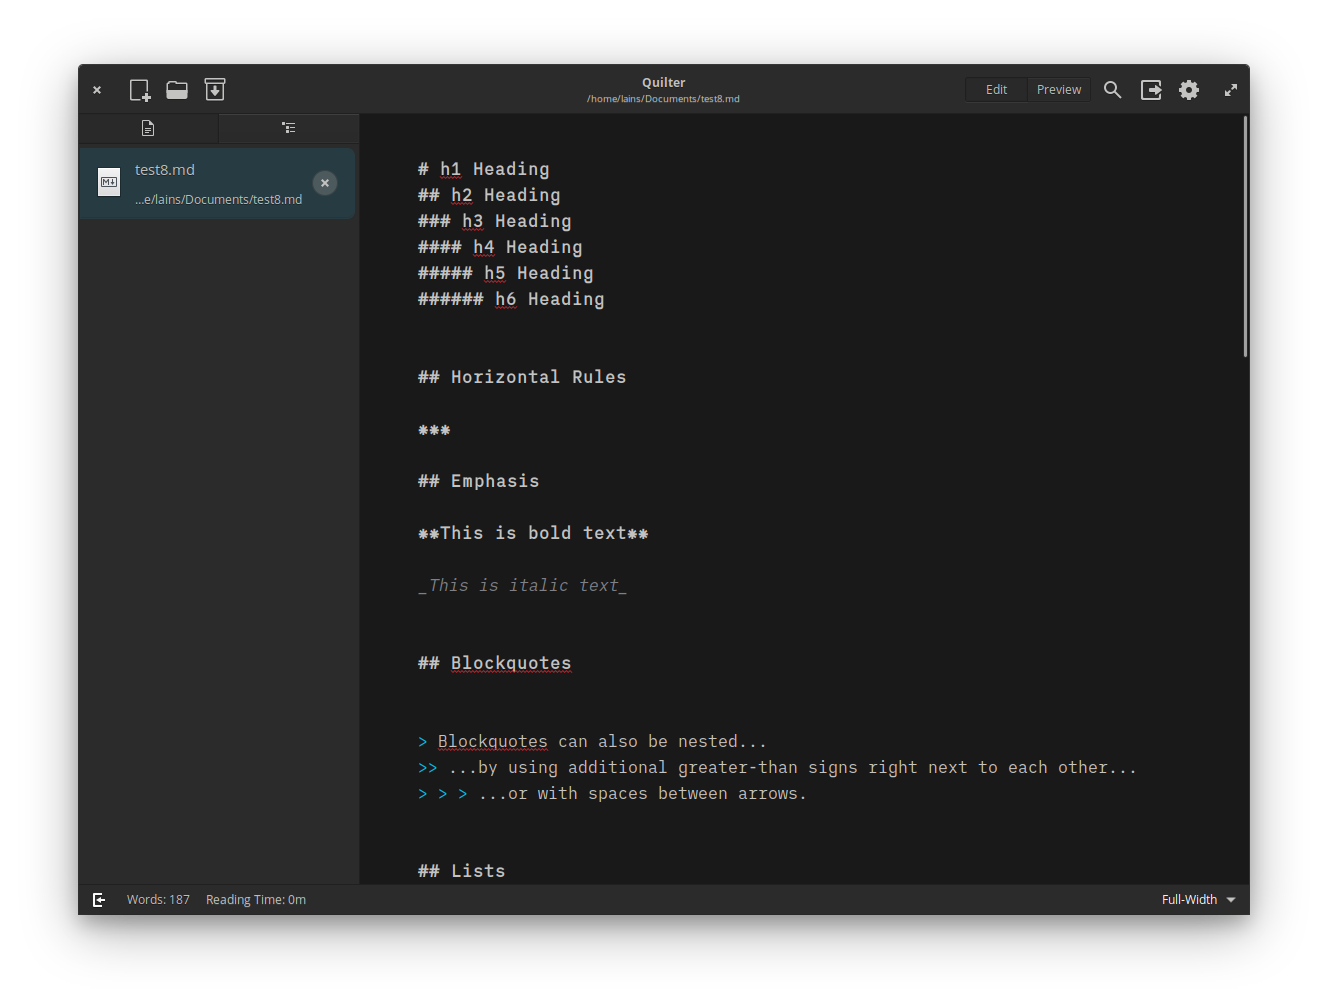 Quilter
/home/lains/Documents/test8.md
Edit
Preview
test8.md
...e/lains/Documents/test8.md
# h1 Heading
## h2 Heading
### h3 Heading
#### h4 Heading
##### h5 Heading
###### h6 Heading
## Horizontal Rules
***
## Emphasis
**This is bold text**
_This is italic text_
## Blockquotes
> Blockquotes can also be nested...
>> ...by using additional greater-than signs right next to each other...
> > > ...or with spaces between arrows.
## Lists
Words: 187
Reading Time: 0m
Full-Width